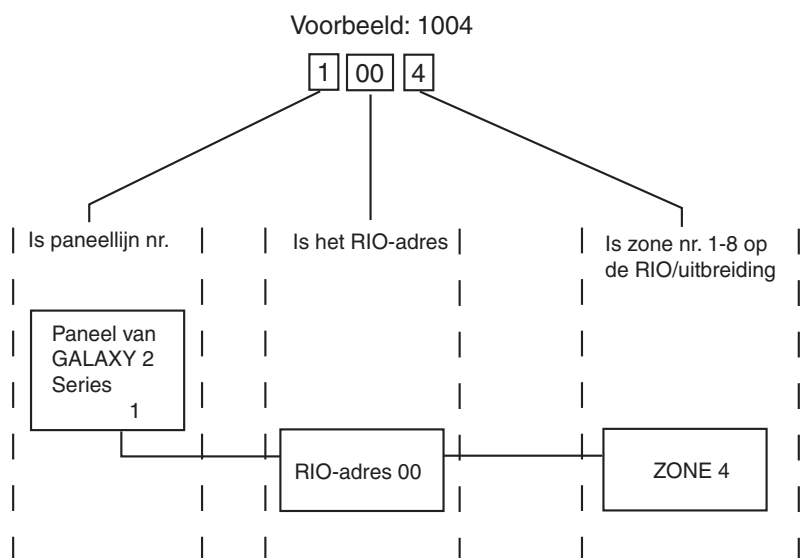 Voorbeeld: 1004
1 00 4
Is paneellijn nr.
Is het RIO-adres
Is zone nr. 1-8 op
de RIO/uitbreiding
Paneel van
GALAXY 2
Series
1
RIO-adres 00
ZONE 4